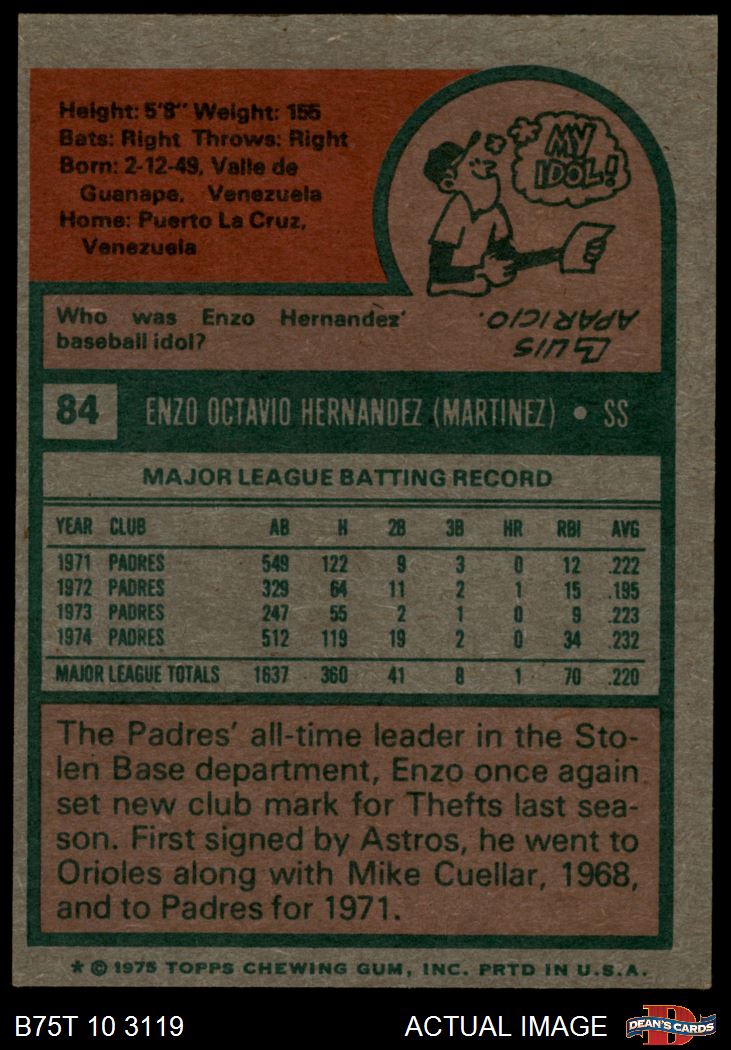 Height: 5'8" Weight: 155
Bats: Right Throws: Right
Born: 2-12-49, Valle de
Guanape, Venezuela
Home: Puerto La Cruz,
Venezuela
MY
IDOL!
Who was Enzo Hernandez'
baseball idol?
LUIS
APARICIO.
84 ENZO OCTAVIO HERNANDEZ (MARTINEZ) • SS
MAJOR LEAGUE BATTING RECORD
YEAR CLUB AB H 2B 3B HR RBI AVG
1971 PADRES 549 122 9 3 0 12 .222
1972 PADRES 329 64 11 2 1 15 .195
1973 PADRES 247 55 2 1 0 9 .223
1974 PADRES 512 119 19 2 0 34 .232
MAJOR LEAGUE TOTALS 1637 360 41 8 1 70 .220
The Padres' all-time leader in the Sto-
len Base department, Enzo once again
set new club mark for Thefts last sea-
son. First signed by Astros, he went to
Orioles along with Mike Cuellar, 1968,
and to Padres for 1971.
* © 1975 TOPPS CHEWING GUM, INC. PRTD IN U.S.A.
B75T 10 3119 ACTUAL IMAGE D DEAN'S CARDS